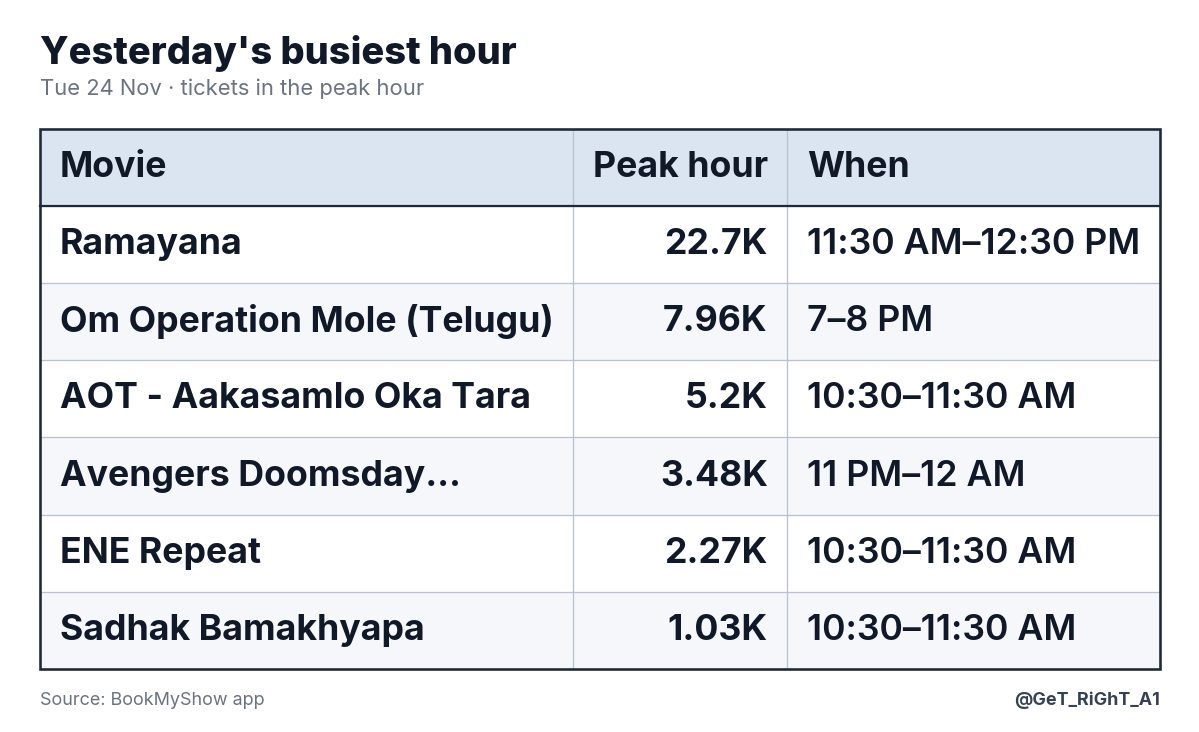 Yesterday's busiest hour
Tue 24 Nov · tickets in the peak hour
Movie Peak hour When
Ramayana 22.7K 11:30 AM–12:30 PM
Om Operation Mole (Telugu) 7.96K 7–8 PM
AOT - Aakasamlo Oka Tara 5.2K 10:30–11:30 AM
Avengers Doomsday... 3.48K 11 PM–12 AM
ENE Repeat 2.27K 10:30–11:30 AM
Sadhak Bamakhyapa 1.03K 10:30–11:30 AM
Source: BookMyShow app @GeT_RiGhT_A1